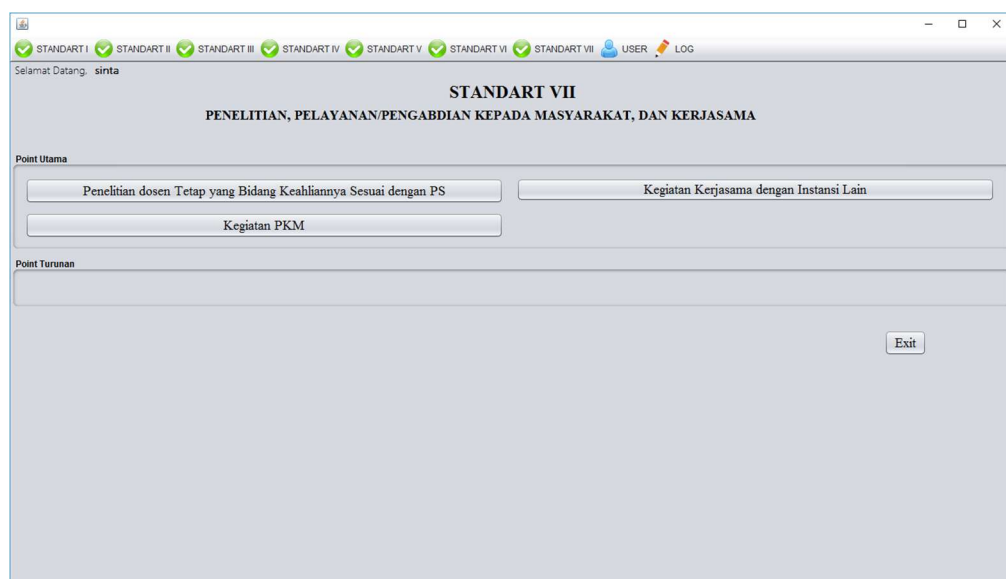 STANDART I STANDART II STANDART III STANDART IV STANDART V STANDART VI STANDART VII USER LOG
Selamat Datang, sinta
STANDART VII
PENELITIAN, PELAYANAN/PENGABDIAN KEPADA MASYARAKAT, DAN KERJASAMA
Point Utama
Penelitian dosen Tetap yang Bidang Keahliannya Sesuai dengan PS
Kegiatan Kerjasama dengan Instansi Lain
Kegiatan PKM
Point Turunan
Exit